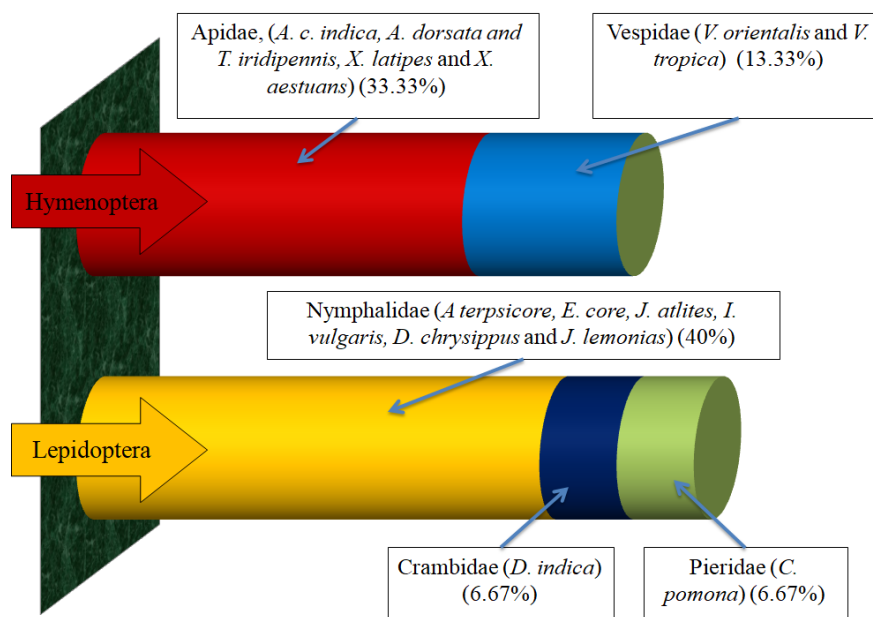 Apidae, (A. c. indica, A. dorsata and
T. iridipennis, X. latipes and X.
aestuans) (33.33%)
Vespidae (V. orientalis and V.
tropica) (13.33%)
Hymenoptera
Nymphalidae (A terpsicore, E. core, J. atlites, I.
vulgaris, D. chrysippus and J. lemonias) (40%)
Lepidoptera
Crambidae (D. indica)
(6.67%)
Pieridae (C.
pomona) (6.67%)